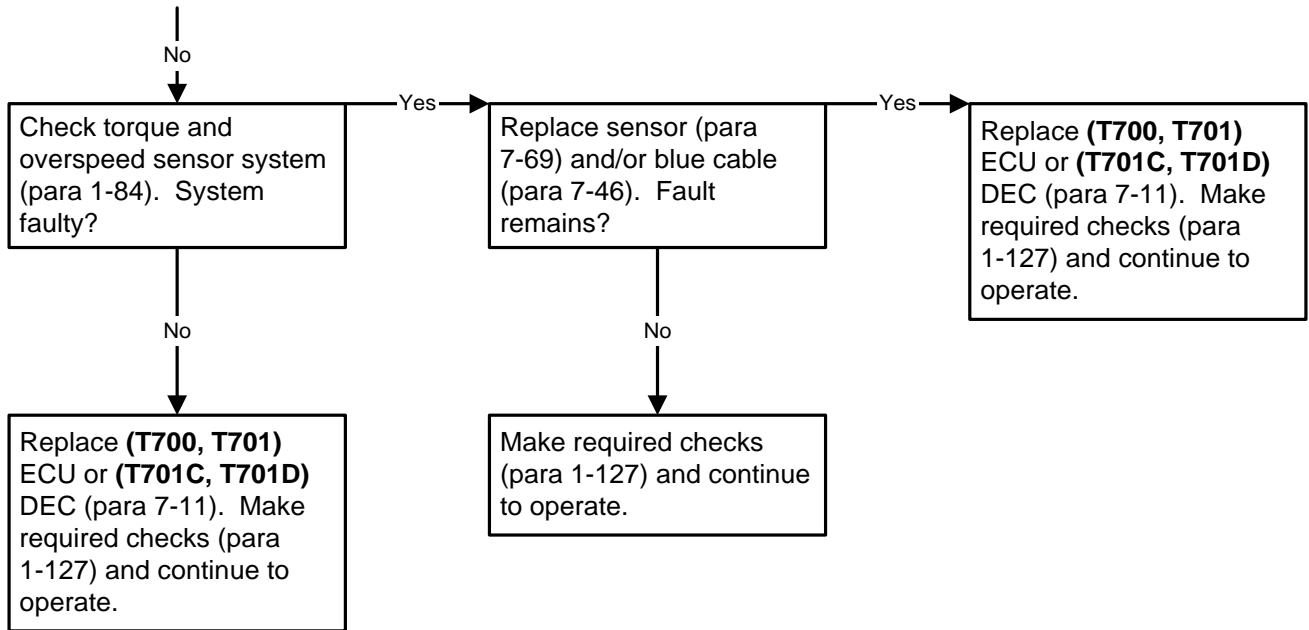 No
Check torque and
overspeed sensor system
(para 1-84).  System
faulty?
Yes
Replace sensor (para
7-69) and/or blue cable
(para 7-46).  Fault
remains?
Yes
Replace (T700, T701)
ECU or (T701C, T701D)
DEC (para 7-11).  Make
required checks (para
1-127) and continue to
operate.
No
No
Replace (T700, T701)
ECU or (T701C, T701D)
DEC (para 7-11).  Make
required checks (para
1-127) and continue to
operate.
Make required checks
(para 1-127) and continue
to operate.